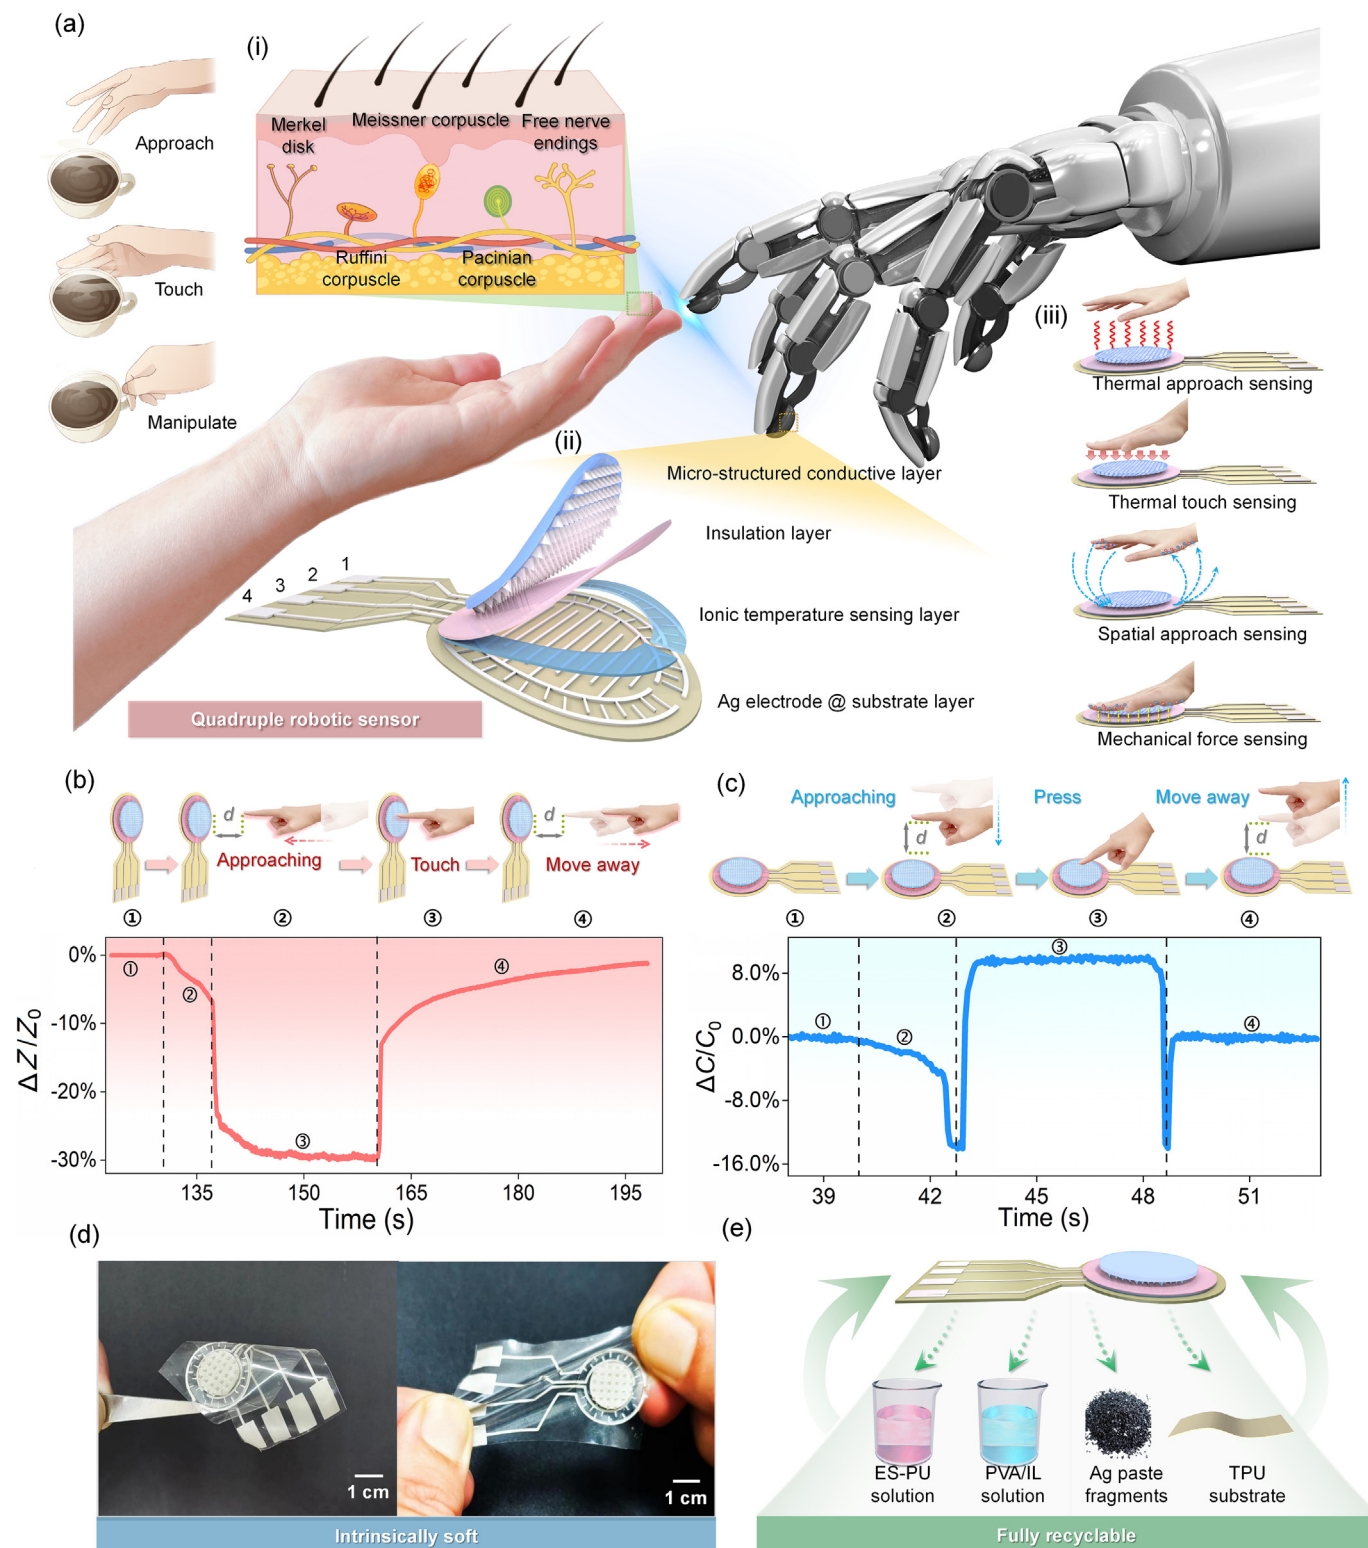 (a)
Approach
Touch
Manipulate
(i)
Merkel
disk
Meissner corpuscle
Free nerve
endings
Ruffini
corpuscle
Pacinian
corpuscle
(ii)
Micro-structured conductive layer
Insulation layer
Ionic temperature sensing layer
Ag electrode @ substrate layer
1
2
3
4
Quadruple robotic sensor
(iii)
Thermal approach sensing
Thermal touch sensing
Spatial approach sensing
Mechanical force sensing
(b)
d
d
Approaching
Touch
Move away
① ② ③ ④
0%
-10%
-20%
-30%
ΔZ/Z₀
①
②
③
④
135 150 165 180 195
Time (s)
(c)
Approaching
Press
Move away
d
d
① ② ③ ④
8.0%
0.0%
-8.0%
-16.0%
ΔC/C₀
①
②
③
④
39 42 45 48 51
Time (s)
(d)
1 cm
1 cm
Intrinsically soft
(e)
ES-PU
solution
PVA/IL
solution
Ag paste
fragments
TPU
substrate
Fully recyclable